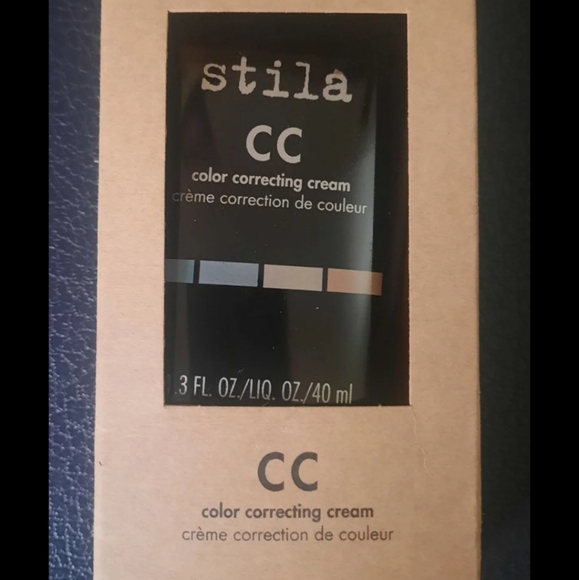 stila
CC
color correcting cream
crème correction de couleur
.3 FL. OZ./LIQ. OZ./40 ml
CC
color correcting cream
crème correction de couleur